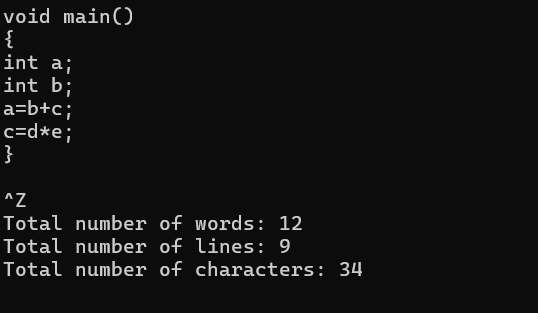 void main()
{
int a;
int b;
a=b+c;
c=d*e;
}
^Z
Total number of words: 12
Total number of lines: 9
Total number of characters: 34